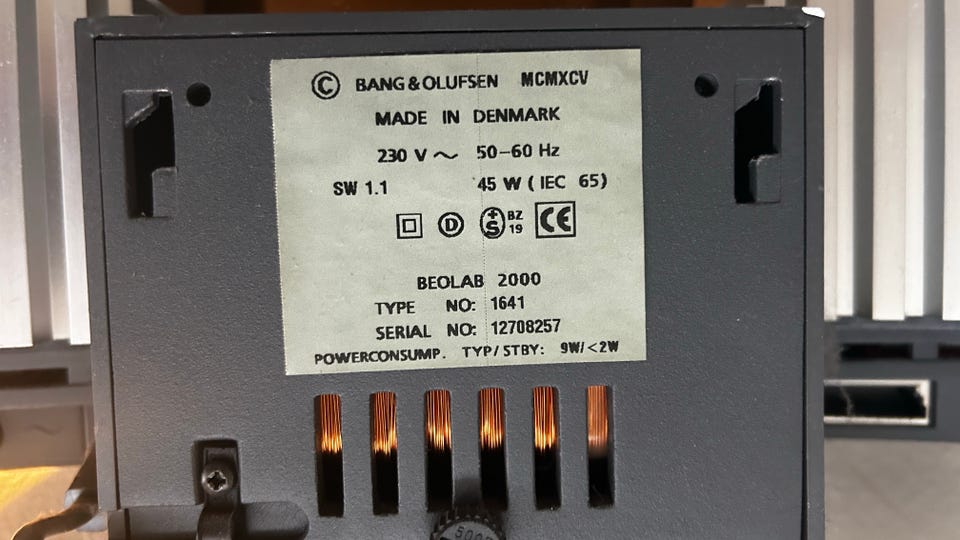 © BANG & OLUFSEN MCMXCV
MADE IN DENMARK
230 V ~ 50-60 Hz
SW 1.1 45 W ( IEC 65)
D +S BZ 19 CE
BEOLAB 2000
TYPE NO: 1641
SERIAL NO: 12708257
POWERCONSUMP. TYP/STBY: 9W/<2W